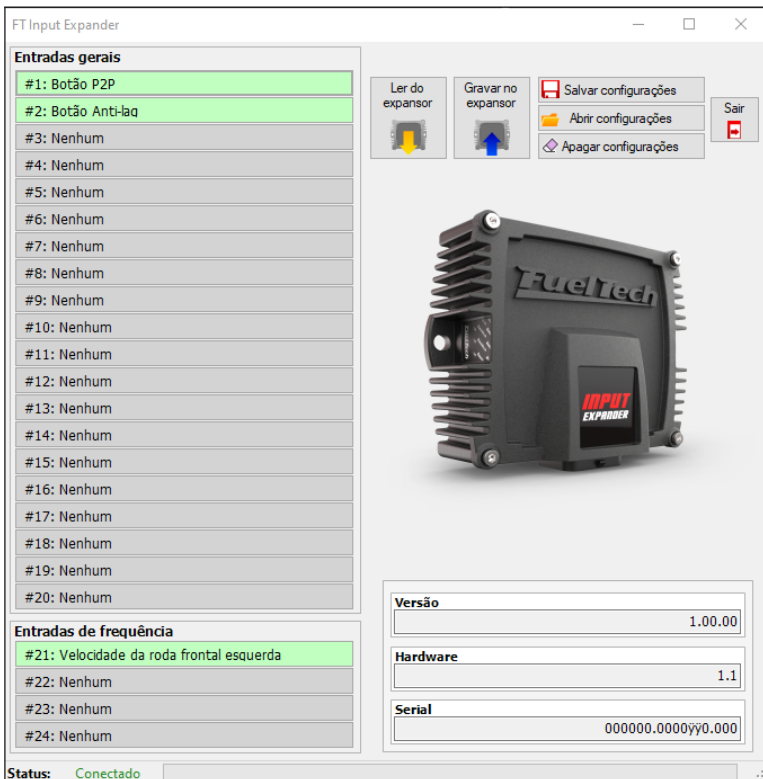 FT Input Expander
Entradas gerais
#1: Botão P2P
#2: Botão Anti-lag
#3: Nenhum
#4: Nenhum
#5: Nenhum
#6: Nenhum
#7: Nenhum
#8: Nenhum
#9: Nenhum
#10: Nenhum
#11: Nenhum
#12: Nenhum
#13: Nenhum
#14: Nenhum
#15: Nenhum
#16: Nenhum
#17: Nenhum
#18: Nenhum
#19: Nenhum
#20: Nenhum
Entradas de frequência
#21: Velocidade da roda frontal esquerda
#22: Nenhum
#23: Nenhum
#24: Nenhum
Ler do
expansor
Gravar no
expansor
Salvar configurações
Abrir configurações
Apagar configurações
Sair
FuelTech
INPUT
EXPANDER
Versão
1.00.00
Hardware
1.1
Serial
000000.0000ÿÿ0.000
Status: Conectado